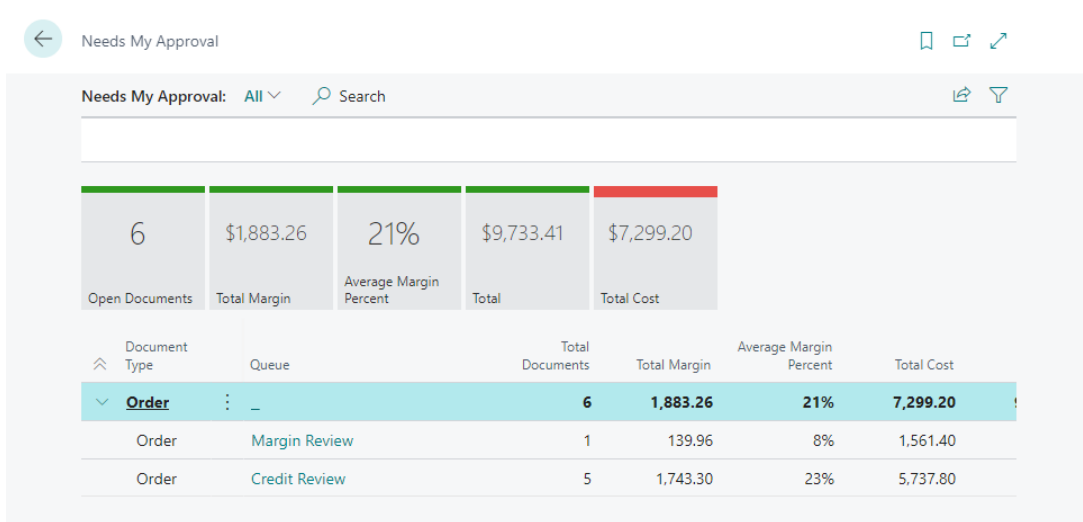 Needs My Approval
Needs My Approval: All Search
6 $1,883.26 21% $9,733.41 $7,299.20
Open Documents Total Margin Average Margin Percent Total Total Cost
Document Type Queue Total Documents Total Margin Average Margin Percent Total Cost
Order _ 6 1,883.26 21% 7,299.20
Order Margin Review 1 139.96 8% 1,561.40
Order Credit Review 5 1,743.30 23% 5,737.80